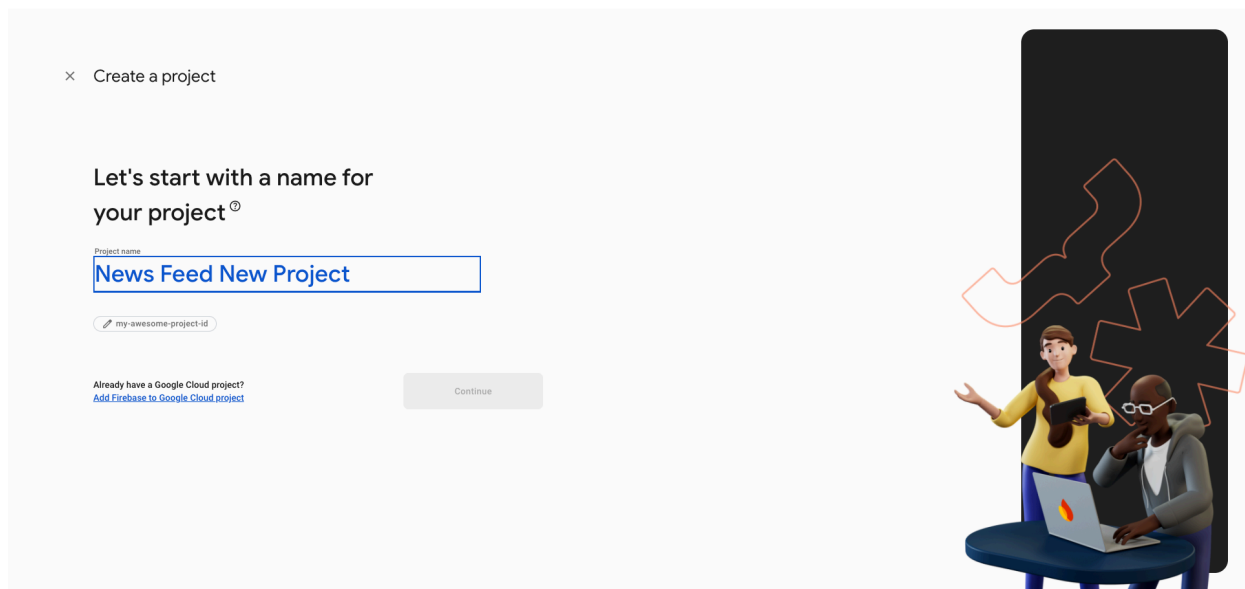 Create a project
Let's start with a name for
your project
Project name
News Feed New Project
my-awesome-project-id
Already have a Google Cloud project?
Add Firebase to Google Cloud project
Continue